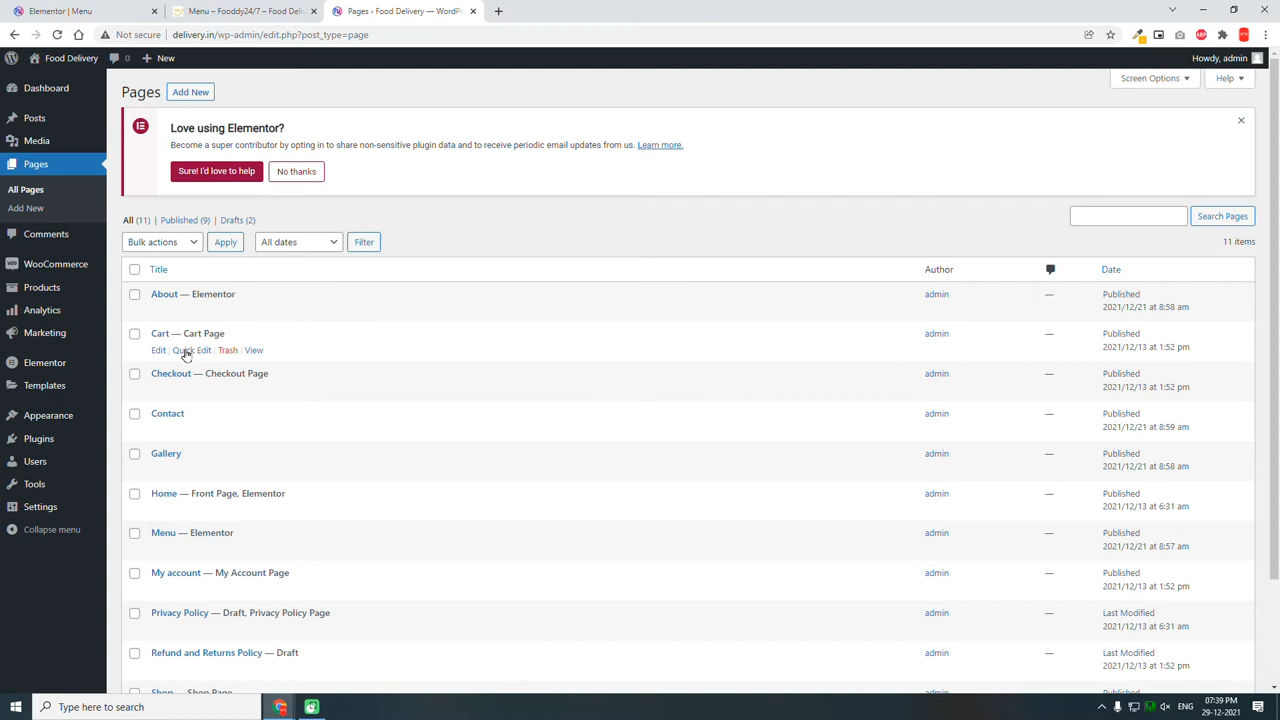 Elementor | Menu
Menu – Fooddy24/7 – Food Deli
Pages ‹ Food Delivery — WordPr
Not secure | delivery.in/wp-admin/edit.php?post_type=page
ABP
Food Delivery 0 New
Howdy, admin
Dashboard
Posts
Media
Pages
All Pages
Add New
Comments
WooCommerce
Products
Analytics
Marketing
Elementor
Templates
Appearance
Plugins
Users
Tools
Settings
Collapse menu
Screen Options Help
Pages Add New
Love using Elementor?
Become a super contributor by opting in to share non-sensitive plugin data and to receive periodic email updates from us. Learn more.
Sure! I'd love to help No thanks
All (11) | Published (9) | Drafts (2)
Search Pages
Bulk actions Apply All dates Filter
11 items
Title Author Date
About — Elementor admin — Published
2021/12/21 at 8:58 am
Cart — Cart Page admin — Published
Edit | Quick Edit | Trash | View 2021/12/13 at 1:52 pm
Checkout — Checkout Page admin — Published
2021/12/13 at 1:52 pm
Contact admin — Published
2021/12/21 at 8:59 am
Gallery admin — Published
2021/12/21 at 8:58 am
Home — Front Page, Elementor admin — Published
2021/12/13 at 6:31 am
Menu — Elementor admin — Published
2021/12/21 at 8:57 am
My account — My Account Page admin — Published
2021/12/13 at 1:52 pm
Privacy Policy — Draft, Privacy Policy Page admin — Last Modified
2021/12/13 at 6:31 am
Refund and Returns Policy — Draft admin — Last Modified
2021/12/13 at 1:52 pm
Shop — Shop Page admin — Published
Type here to search
ENG
07:39 PM
29-12-2021